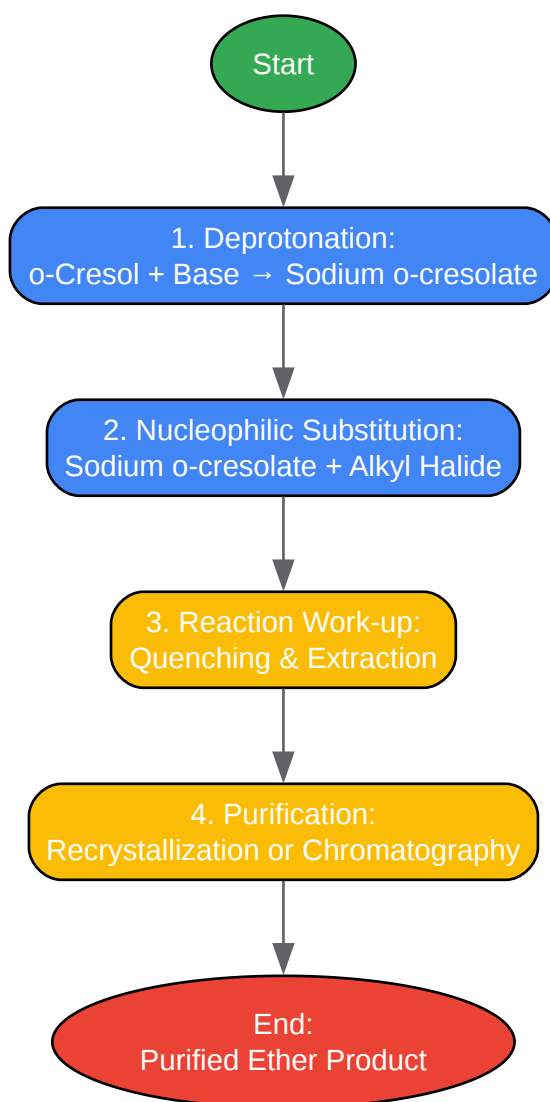 Start
1. Deprotonation:
o-Cresol + Base → Sodium o-cresolate
2. Nucleophilic Substitution:
Sodium o-cresolate + Alkyl Halide
3. Reaction Work-up:
Quenching & Extraction
4. Purification:
Recrystallization or Chromatography
End:
Purified Ether Product